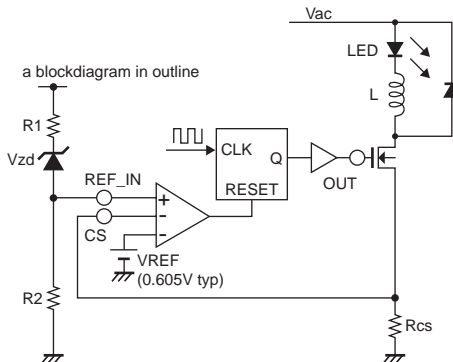 Vac
LED
a blockdiagram in outline
L
R1
CLK
Vzd
Q
REF_IN
RESET
OUT
+
−
CS
−
VREF
(0.605V typ)
R2
Rcs